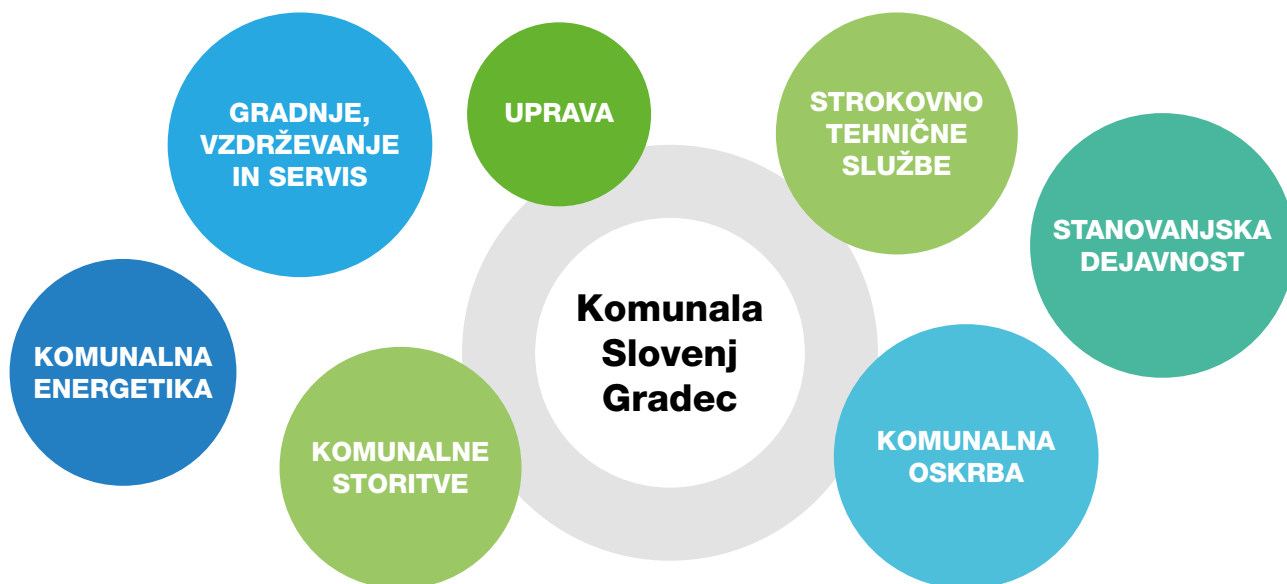 GRADNJE,
VZDRŽEVANJE
IN SERVIS
UPRAVA
STROKOVNO
TEHNIČNE
SLUŽBE
STANOVANJSKA
DEJAVNOST
KOMUNALNA
ENERGETIKA
Komunala
Slovenj
Gradec
KOMUNALNE
STORITVE
KOMUNALNA
OSKRBA